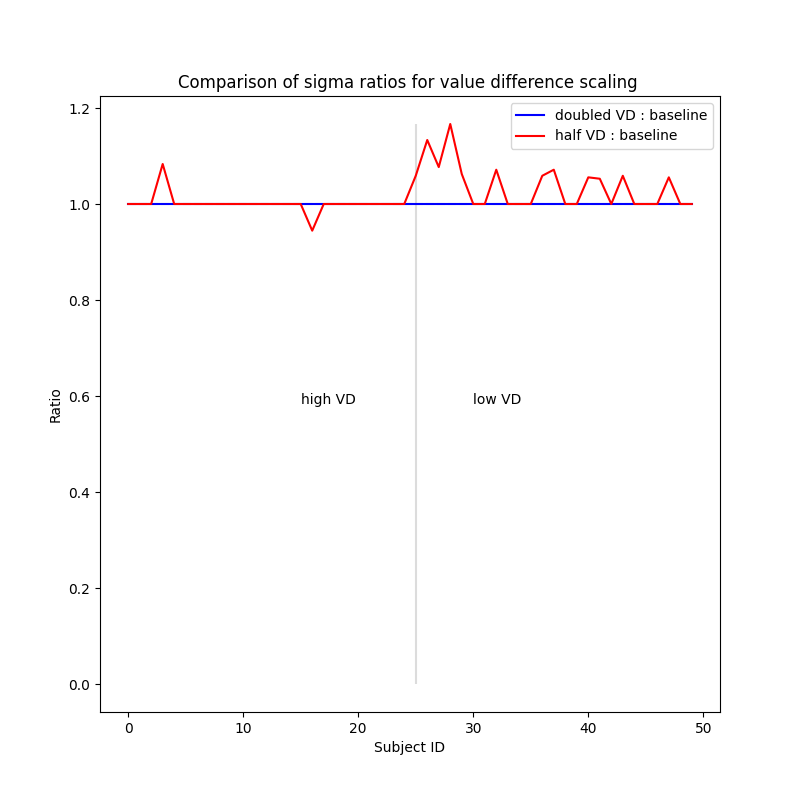 Comparison of sigma ratios for value difference scaling
doubled VD : baseline
half VD : baseline
1.2
1.0
0.8
0.6
0.4
0.2
0.0
Ratio
high VD
low VD
0
10
20
30
40
50
Subject ID